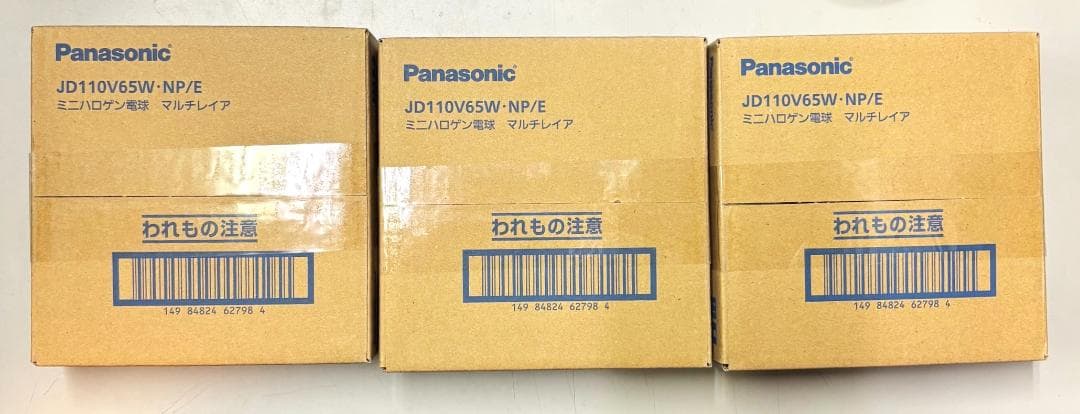 Panasonic
JD110V65W·NP/E
ミニハロゲン電球 マルチレイア
われもの注意
149 84824 62798 4
Panasonic
JD110V65W·NP/E
ミニハロゲン電球 マルチレイア
われもの注意
149 84824 62798 4
Panasonic
JD110V65W·NP/E
ミニハロゲン電球 マルチレイア
われもの注意
149 84824 62798 4